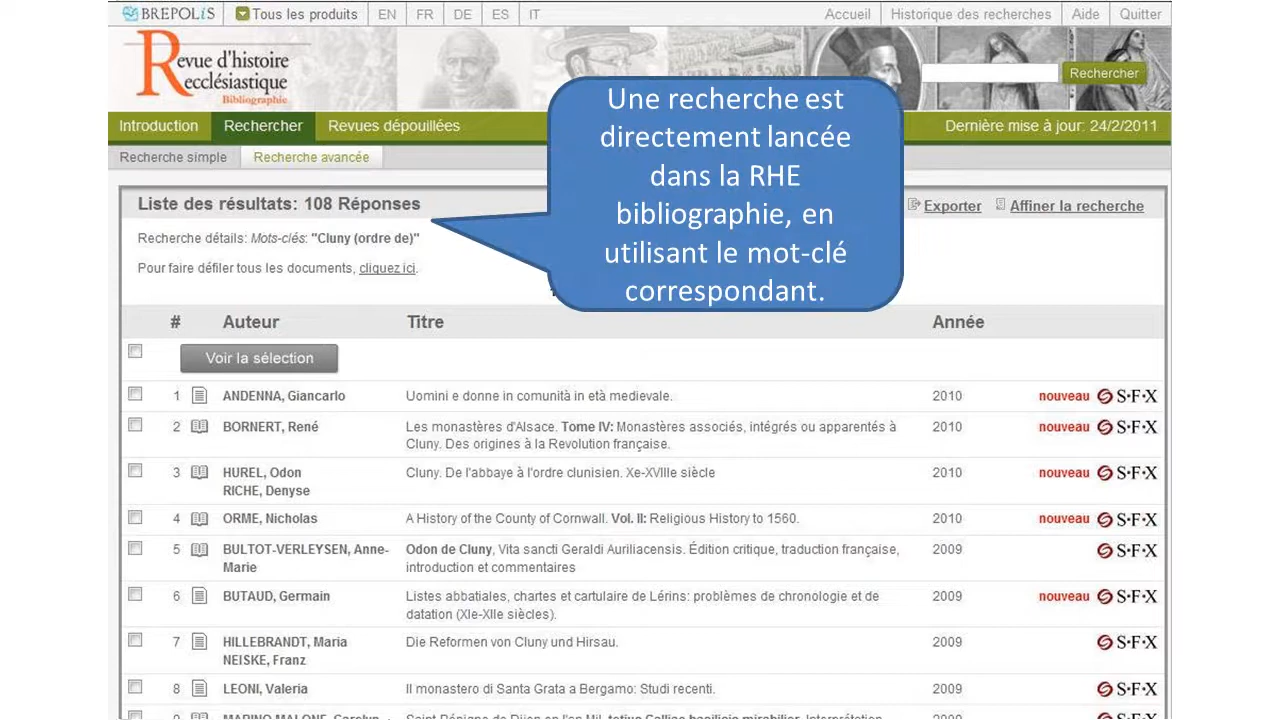 BREPOLiS Tous les produits EN FR DE ES IT Accueil Historique des recherches Aide Quitter
Revue d'histoire
ecclésiastique
Bibliographie
Rechercher
Introduction Rechercher Revues dépouillées Dernière mise à jour: 24/2/2011
Recherche simple Recherche avancée
Une recherche est
directement lancée
dans la RHE
bibliographie, en
utilisant le mot-clé
correspondant.
Liste des résultats: 108 Réponses Exporter Affiner la recherche
Recherche détails: Mots-clés: "Cluny (ordre de)"
Pour faire défiler tous les documents, cliquez ici.
# Auteur Titre Année
Voir la sélection
1 ANDENNA, Giancarlo Uomini e donne in comunità in età medievale. 2010 nouveau S·F·X
2 BORNERT, René Les monastères d'Alsace. Tome IV: Monastères associés, intégrés ou apparentés à 2010 nouveau S·F·X
Cluny. Des origines à la Revolution française.
3 HUREL, Odon Cluny. De l'abbaye à l'ordre clunisien. Xe-XVIIIe siècle 2010 nouveau S·F·X
RICHE, Denyse
4 ORME, Nicholas A History of the County of Cornwall. Vol. II: Religious History to 1560. 2010 nouveau S·F·X
5 BULTOT-VERLEYSEN, Anne- Odon de Cluny, Vita sancti Geraldi Auriliacensis. Édition critique, traduction française, 2009 S·F·X
Marie introduction et commentaires
6 BUTAUD, Germain Listes abbatiales, chartes et cartulaire de Lérins: problèmes de chronologie et de 2009 nouveau S·F·X
datation (XIe-XIIe siècles).
7 HILLEBRANDT, Maria Die Reformen von Cluny und Hirsau. 2009 S·F·X
NEISKE, Franz
8 LEONI, Valeria Il monastero di Santa Grata a Bergamo: Studi recenti. 2009 S·F·X